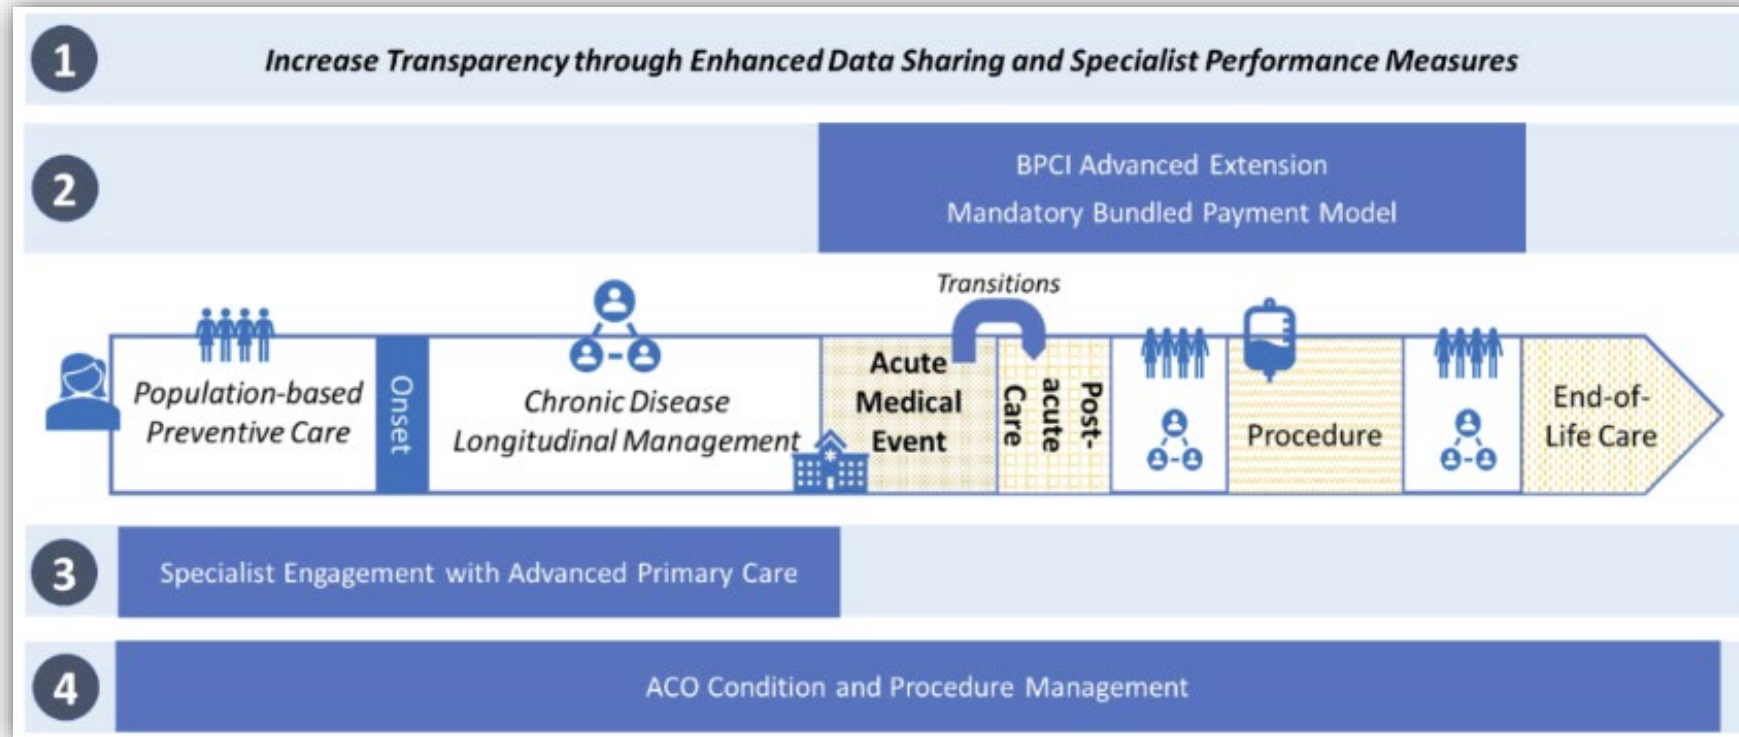 1
Increase Transparency through Enhanced Data Sharing and Specialist Performance Measures
2
BPCI Advanced Extension
Mandatory Bundled Payment Model
Transitions
Population-based
Preventive Care
Onset
Chronic Disease
Longitudinal Management
Acute
Medical
Event
Post-
acute
Care
Procedure
End-of-
Life Care
3
Specialist Engagement with Advanced Primary Care
4
ACO Condition and Procedure Management